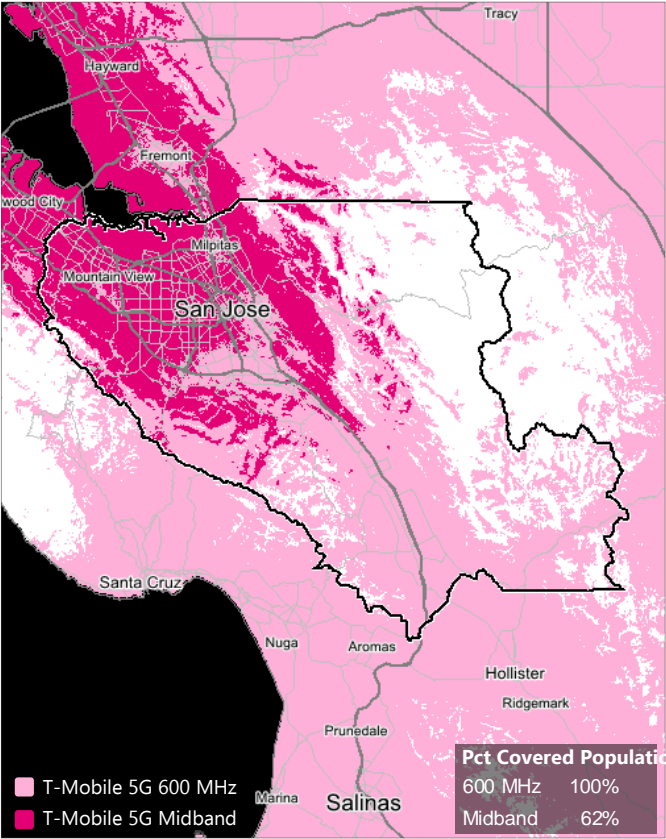 Tracy
Hayward
Fremont
wood City
Milpitas
Mountain View
San Jose
Santa Cruz
Nuga
Aromas
Hollister
Ridgemark
Prunedale
Marina
Salinas
T-Mobile 5G 600 MHz
T-Mobile 5G Midband
Pct Covered Populatio
600 MHz 100%
Midband 62%